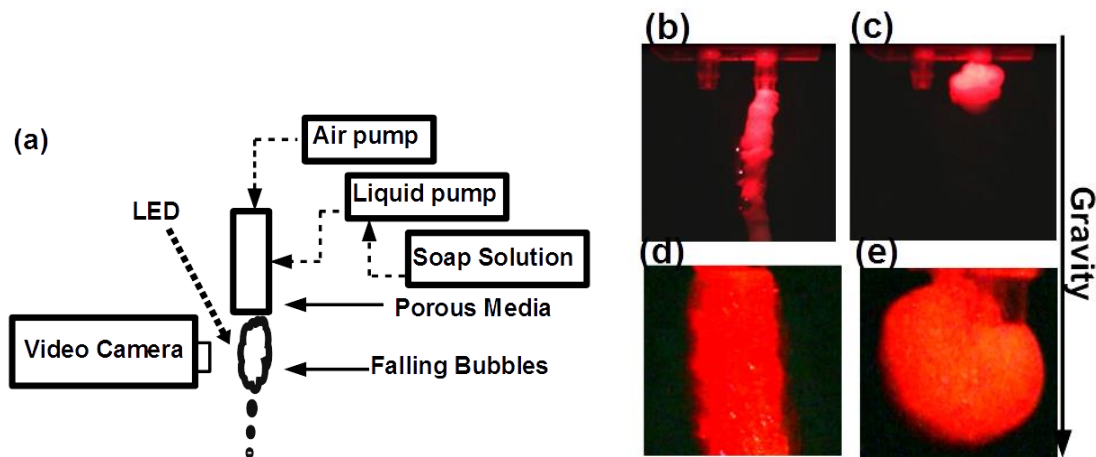 (a)
Air pump
Liquid pump
LED
Soap Solution
Porous Media
Video Camera
Falling Bubbles
(b)
(c)
(d)
(e)
Gravity